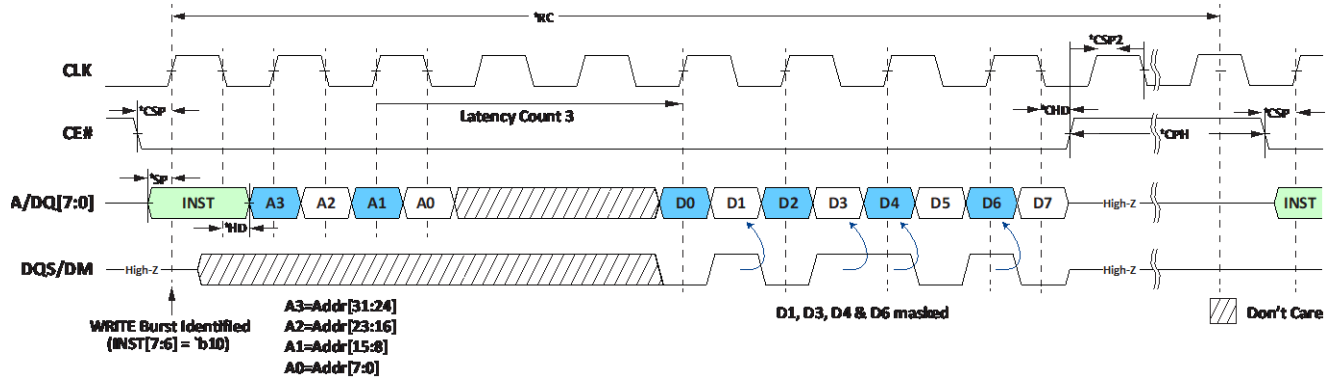 tRC
tCSP2
CLK
tCSP
Latency Count 3
tCHD
tCSP
CE#
tCPH
tSP
A/DQ[7:0]
INST A3 A2 A1 A0 D0 D1 D2 D3 D4 D5 D6 D7 High-Z INST
tHD
DQS/DM
High-Z
High-Z
WRITE Burst Identified
(INST[7:6] = `b10)
A3=Addr[31:24]
A2=Addr[23:16]
A1=Addr[15:8]
A0=Addr[7:0]
D1, D3, D4 & D6 masked
Don't Care